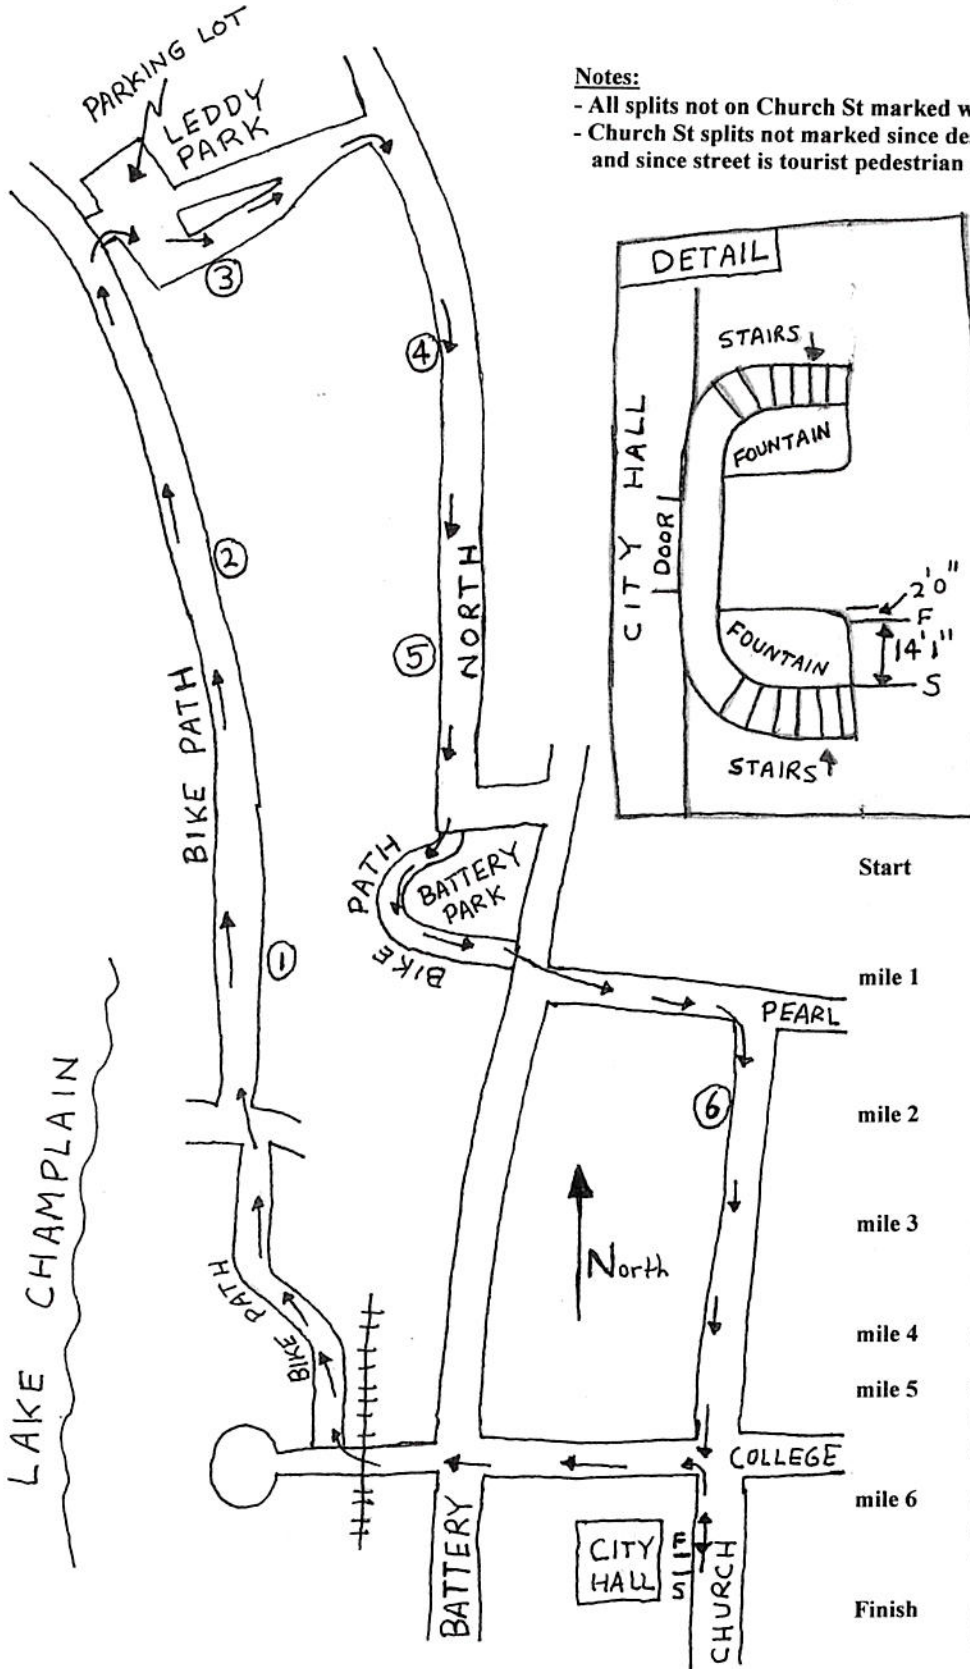 PARKING LOT
LEDDY
PARK
Notes:
- All splits not on Church St marked w
- Church St splits not marked since de
and since street is tourist pedestrian
DETAIL
STAIRS
FOUNTAIN
CITY HALL
DOOR
2'0"
F
14'1"
FOUNTAIN
S
STAIRS
3
4
2
5
NORTH
BIKE PATH
BIKE PATH
BATTERY
PARK
1
PEARL
6
LAKE CHAMPLAIN
North
BIKE PATH
COLLEGE
BATTERY
CITY
HALL
F
S
CHURCH
Start
mile 1
mile 2
mile 3
mile 4
mile 5
mile 6
Finish